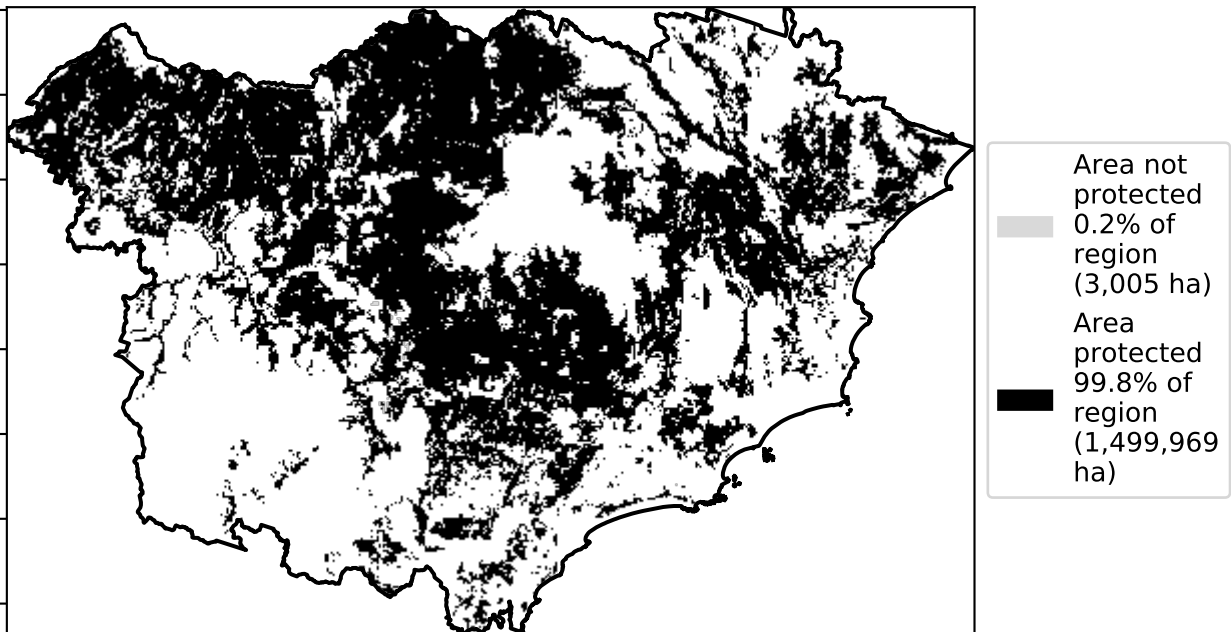 Area not
protected
0.2% of
region
(3,005 ha)
Area
protected
99.8% of
region
(1,499,969
ha)